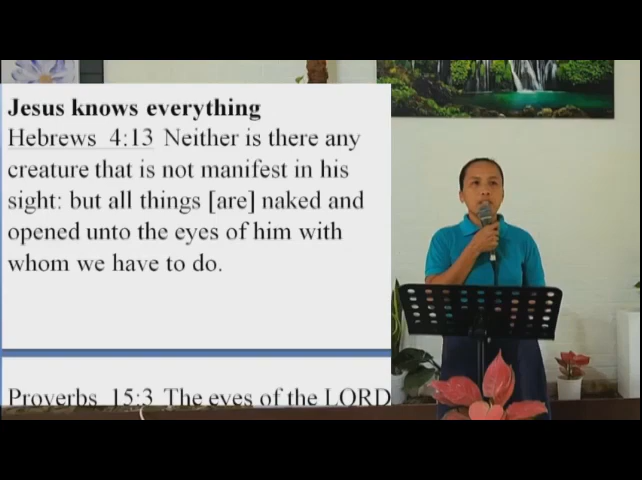 Jesus knows everything
Hebrews 4:13 Neither is there any
creature that is not manifest in his
sight: but all things [are] naked and
opened unto the eyes of him with
whom we have to do.
Proverbs 15:3 The eyes of the LORD